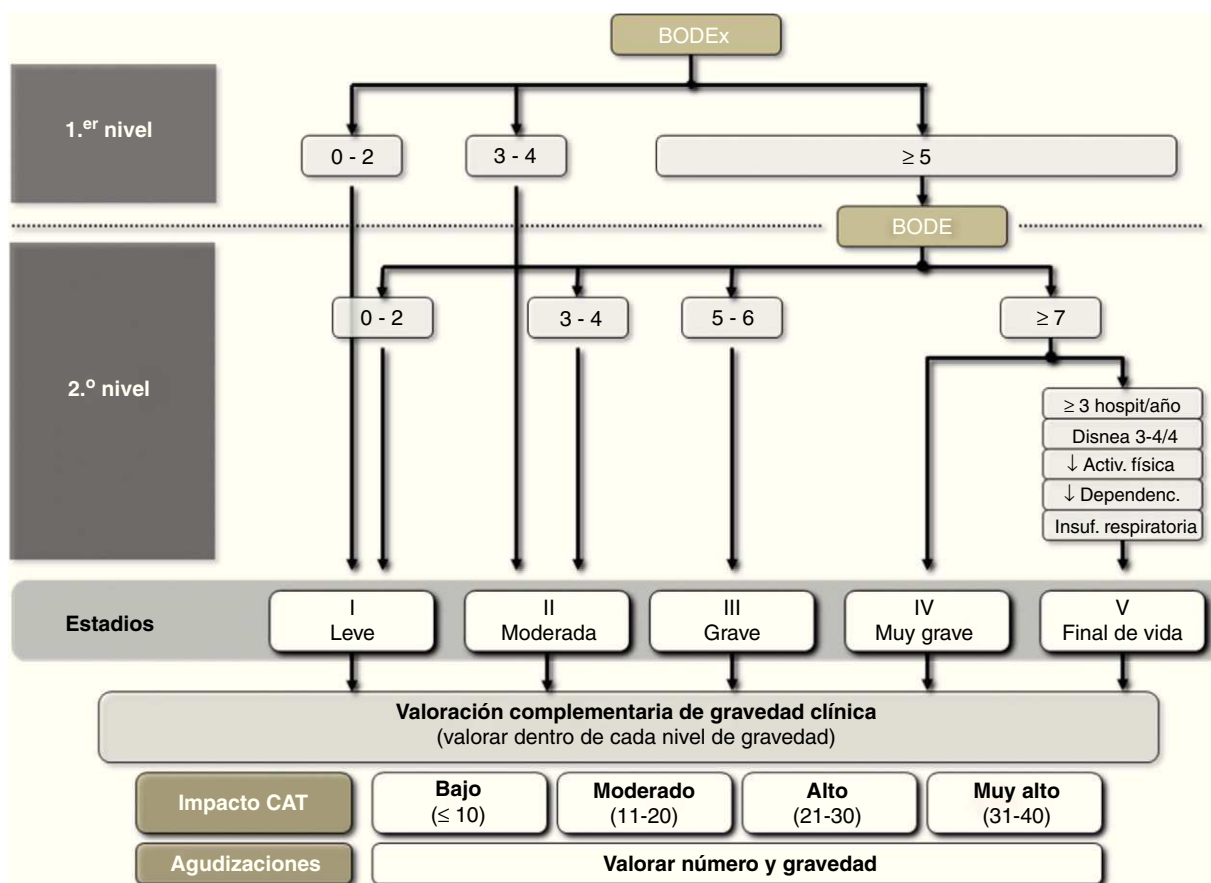 BODEx
1.er nivel
0 - 2
3 - 4
≥ 5
BODE
2.º nivel
0 - 2
3 - 4
5 - 6
≥ 7
≥ 3 hospit/año
Disnea 3-4/4
↓ Activ. física
↓ Dependenc.
Insuf. respiratoria
Estadios
I
Leve
II
Moderada
III
Grave
IV
Muy grave
V
Final de vida
Valoración complementaria de gravedad clínica
(valorar dentro de cada nivel de gravedad)
Impacto CAT
Bajo
(≤ 10)
Moderado
(11-20)
Alto
(21-30)
Muy alto
(31-40)
Agudizaciones
Valorar número y gravedad